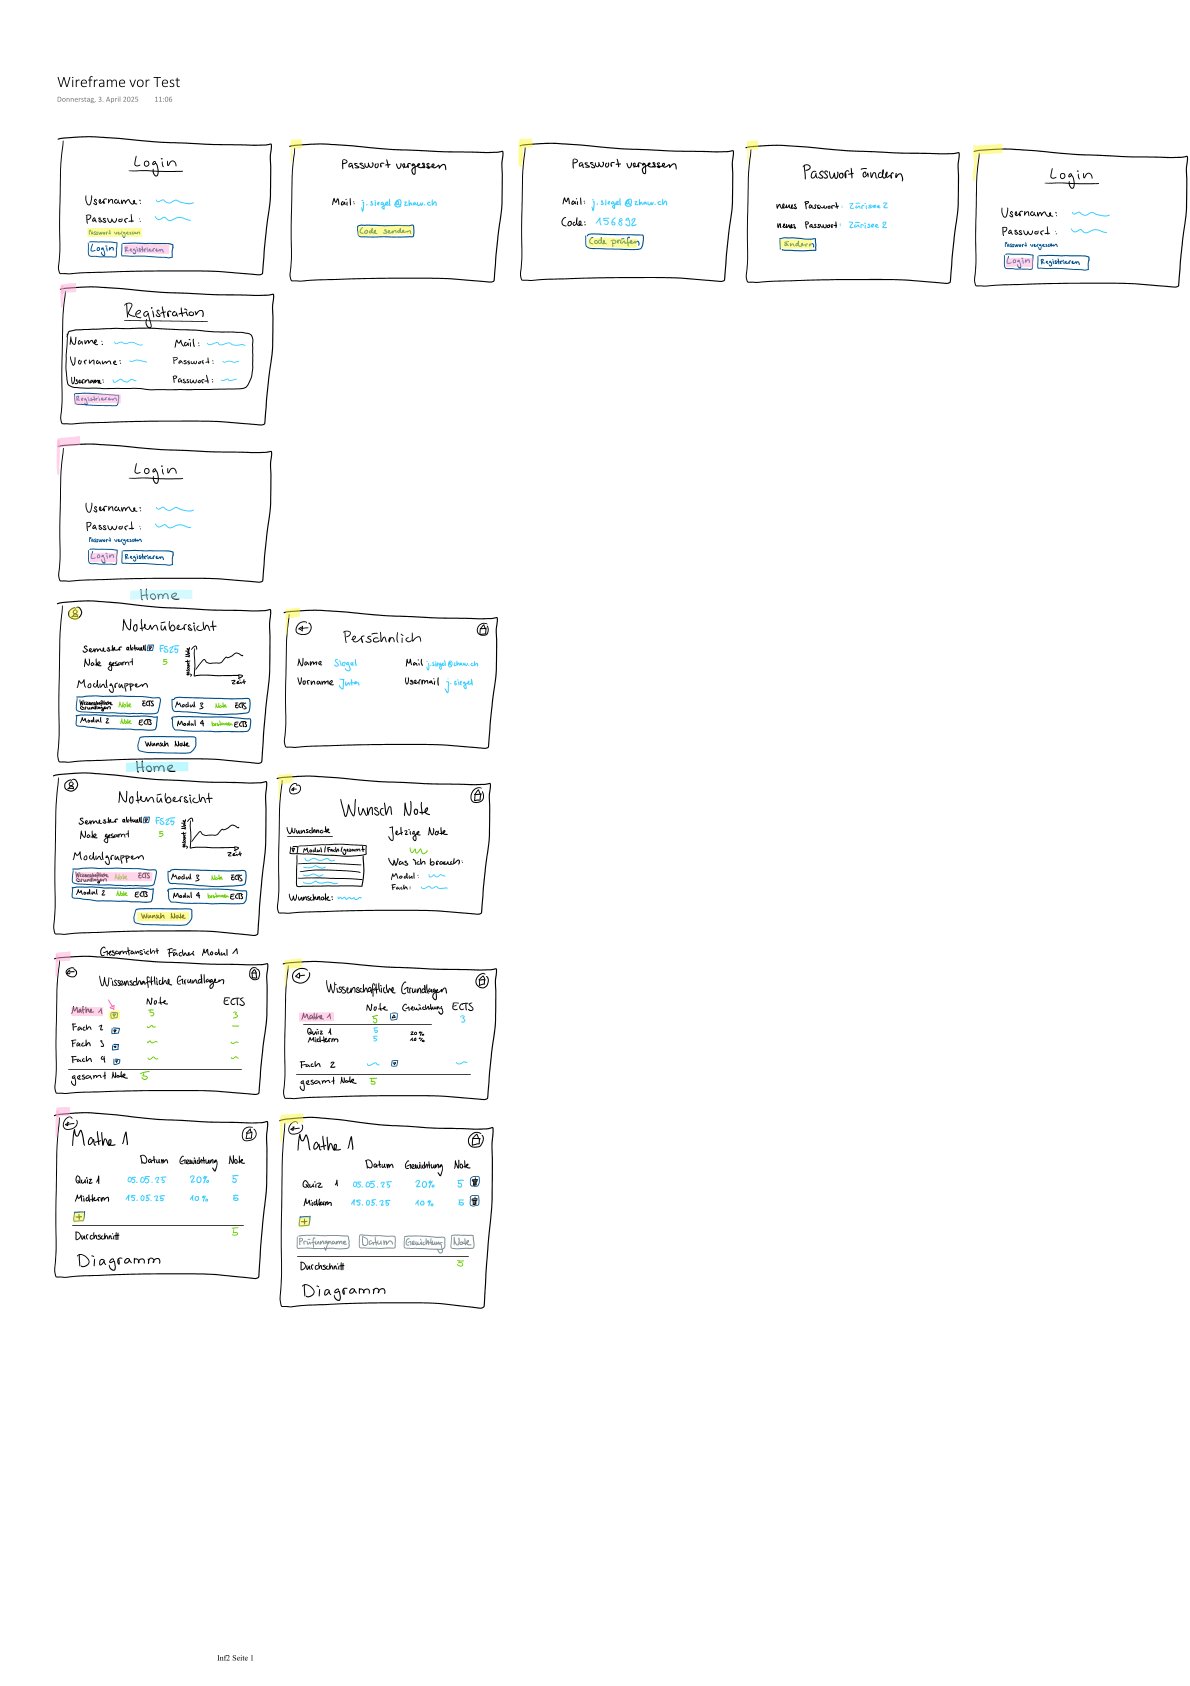 Wireframe vor Test
Donnerstag, 3. April 2025 11:06
Login
Username:
Passwort:
Passwort vergessen
Login Registrieren
Passwort vergessen
Mail: j.siegel@zhaw.ch
Code senden
Passwort vergessen
Mail: j.siegel@zhaw.ch
Code: 156892
Code prüfen
Passwort ändern
neues Passwort: Zürisee2
neues Passwort: Zürisee2
ändern
Login
Username:
Passwort:
Passwort vergessen
Login Registrieren
Registration
Name: Mail:
Vorname: Passwort:
Username: Passwort:
Registrieren
Login
Username:
Passwort:
Passwort vergessen
Login Registrieren
Home
Notenübersicht
Semester aktuell FS25
Note gesamt 5
gesamt Note
Zeit
Modulgruppen
Wissenschaftliche Grundlagen Note ECTS
Modul 3 Note ECTS
Modul 2 Note ECTS
Modul 4 bestanden ECTS
Wunsch Note
Persöhnlich
Name Siegel Mail j.siegel@zhaw.ch
Vorname Usermail j.siegel
Home
Notenübersicht
Semester aktuell FS25
Note gesamt 5
gesamt Note
Zeit
Modulgruppen
Wissenschaftliche Grundlagen Note ECTS
Modul 3 Note ECTS
Modul 2 Note ECTS
Modul 4 bestanden ECTS
Wunsch Note
Wunsch Note
Wunschnote Jetzige Note
Modul/Fach/gesamt
Was ich brauch:
Modul:
Fach:
Wunschnote:
Gesamtansicht Fächer Modul 1
Wissenschaftliche Grundlagen
Note ECTS
Mathe 1 5 3
Fach 2
Fach 3
Fach 4
gesamt Note 5
Wissenschaftliche Grundlagen
Note Gewichtung ECTS
Mathe 1 5 3
Quiz 1 5 20%
Midterm 5 10%
Fach 2
gesamt Note 5
Mathe 1
Datum Gewichtung Note
Quiz 1 05.05.25 20% 5
Midterm 15.05.25 10% 5
+
Durchschnitt 5
Diagramm
Mathe 1
Datum Gewichtung Note
Quiz 1 05.05.25 20% 5
Midterm 15.05.25 10% 5
+
Prüfungname Datum Gewichtung Note
Durchschnitt 5
Diagramm
Inf2 Seite 1